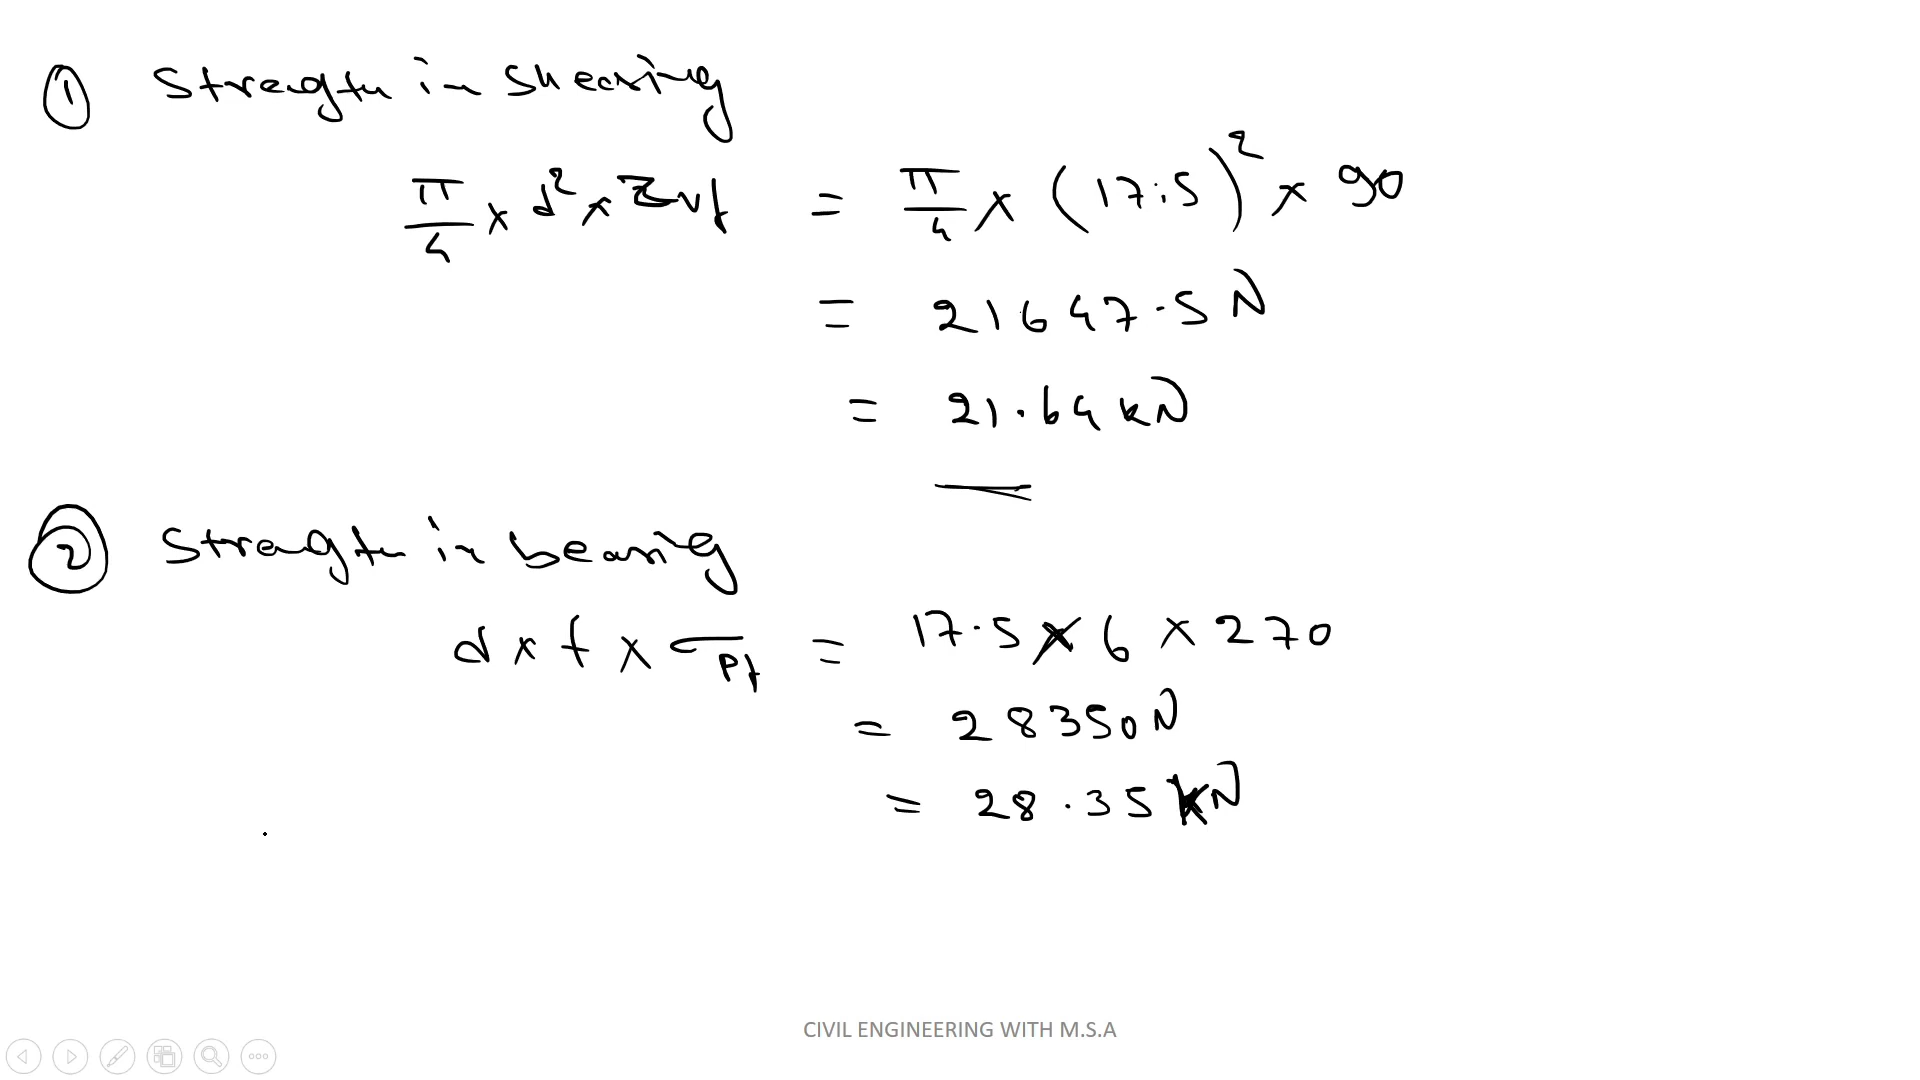 ① Strength in shearing
π/4 × d² × τvf = π/4 × (17.5)² × 90
= 21647.5 N
= 21.64 kN
② Strength in bearing
d × t × σpf = 17.5 × 6 × 270
= 28350 N
= 28.35 kN
CIVIL ENGINEERING WITH M.S.A